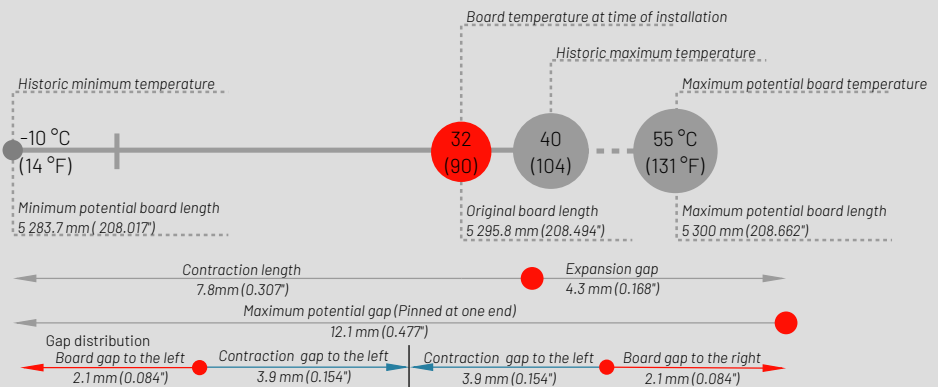 Board temperature at time of installation
Historic maximum temperature
Historic minimum temperature
Maximum potential board temperature
-10 °C
(14 °F)
32
(90)
40
(104)
55 °C
(131 °F)
Minimum potential board length
5 283.7 mm ( 208.017")
Original board length
5 295.8 mm (208.494")
Maximum potential board length
5 300 mm (208.662")
Contraction length
7.8mm (0.307")
Expansion gap
4.3 mm (0.168")
Maximum potential gap (Pinned at one end)
12.1 mm (0.477")
Gap distribution
Board gap to the left
2.1 mm (0.084")
Contraction gap to the left
3.9 mm (0.154")
Contraction gap to the left
3.9 mm (0.154")
Board gap to the right
2.1 mm (0.084")